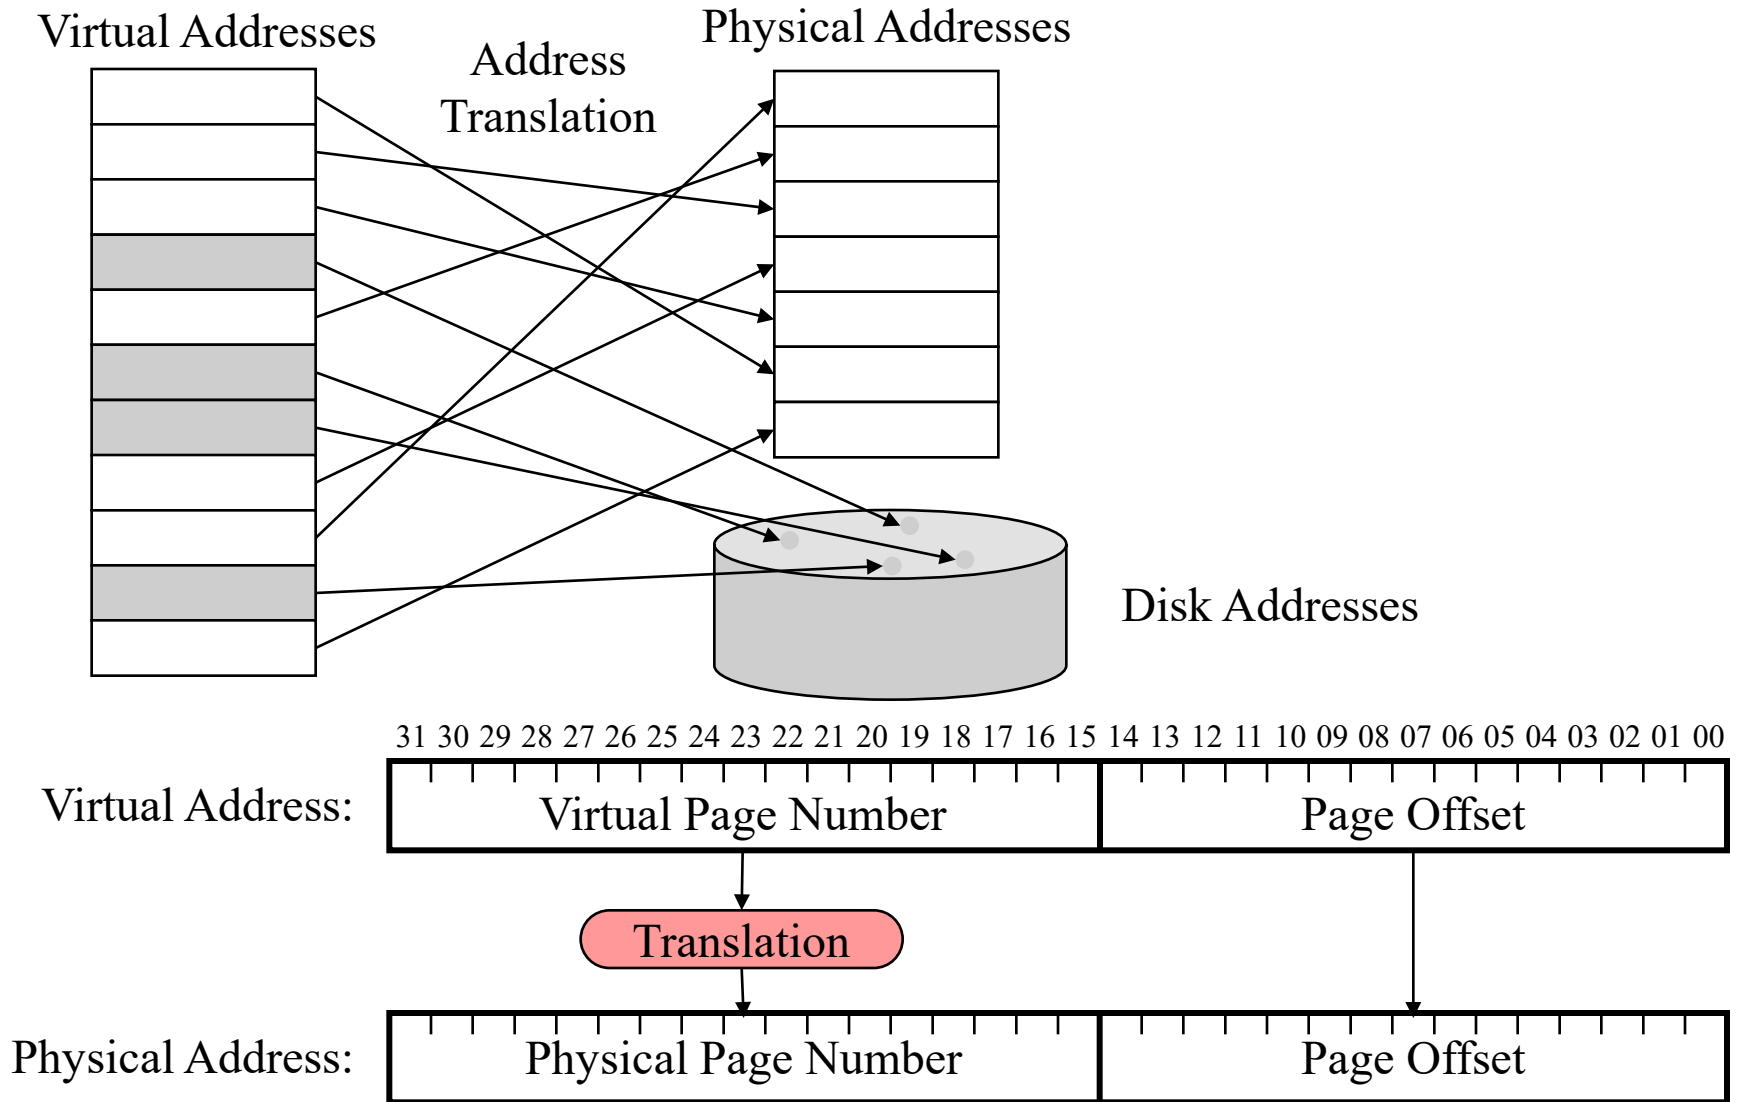 Virtual Addresses
Physical Addresses
Address
Translation
Disk Addresses
31 30 29 28 27 26 25 24 23 22 21 20 19 18 17 16 15 14 13 12 11 10 09 08 07 06 05 04 03 02 01 00
Virtual Address: Virtual Page Number Page Offset
Translation
Physical Address: Physical Page Number Page Offset